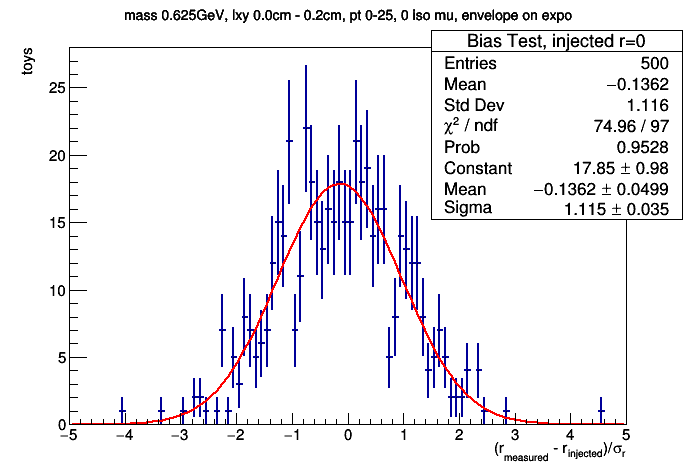 mass 0.625GeV, lxy 0.0cm - 0.2cm, pt 0-25, 0 Iso mu, envelope on expo
toys
Bias Test, injected r=0
Entries 500
Mean −0.1362
Std Dev 1.116
χ² / ndf 74.96 / 97
Prob 0.9528
Constant 17.85 ± 0.98
Mean −0.1362 ± 0.0499
Sigma 1.115 ± 0.035
25
20
15
10
5
0
−5 −4 −3 −2 −1 0 1 2 3 4 5
(r_measured - r_injected)/σ_r